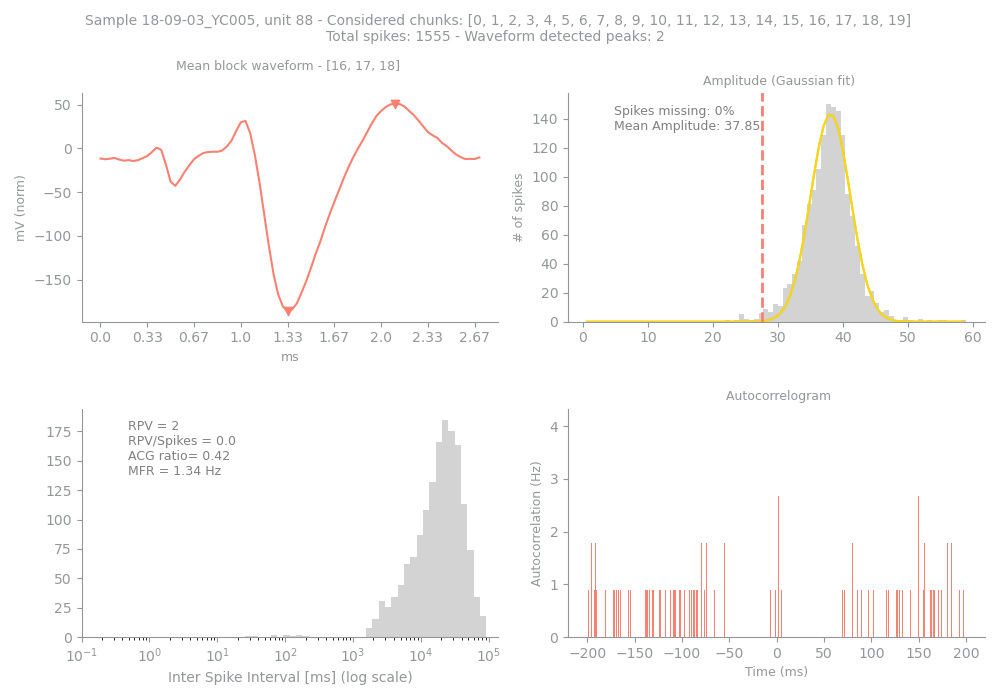 Sample 18-09-03_YC005, unit 88 - Considered chunks: [0, 1, 2, 3, 4, 5, 6, 7, 8, 9, 10, 11, 12, 13, 14, 15, 16, 17, 18, 19]
Total spikes: 1555 - Waveform detected peaks: 2
Mean block waveform - [16, 17, 18]
50
0
−50
−100
−150
mV (norm)
0.0 0.33 0.67 1.0 1.33 1.67 2.0 2.33 2.67
ms
Amplitude (Gaussian fit)
Spikes missing: 0%
Mean Amplitude: 37.85
140
120
100
80
60
40
20
0
# of spikes
0 10 20 30 40 50 60
RPV = 2
RPV/Spikes = 0.0
ACG ratio= 0.42
MFR = 1.34 Hz
175
150
125
100
75
50
25
0
10⁻¹ 10⁰ 10¹ 10² 10³ 10⁴ 10⁵
Inter Spike Interval [ms] (log scale)
Autocorrelogram
4
3
2
1
0
Autocorrelation (Hz)
−200 −150 −100 −50 0 50 100 150 200
Time (ms)